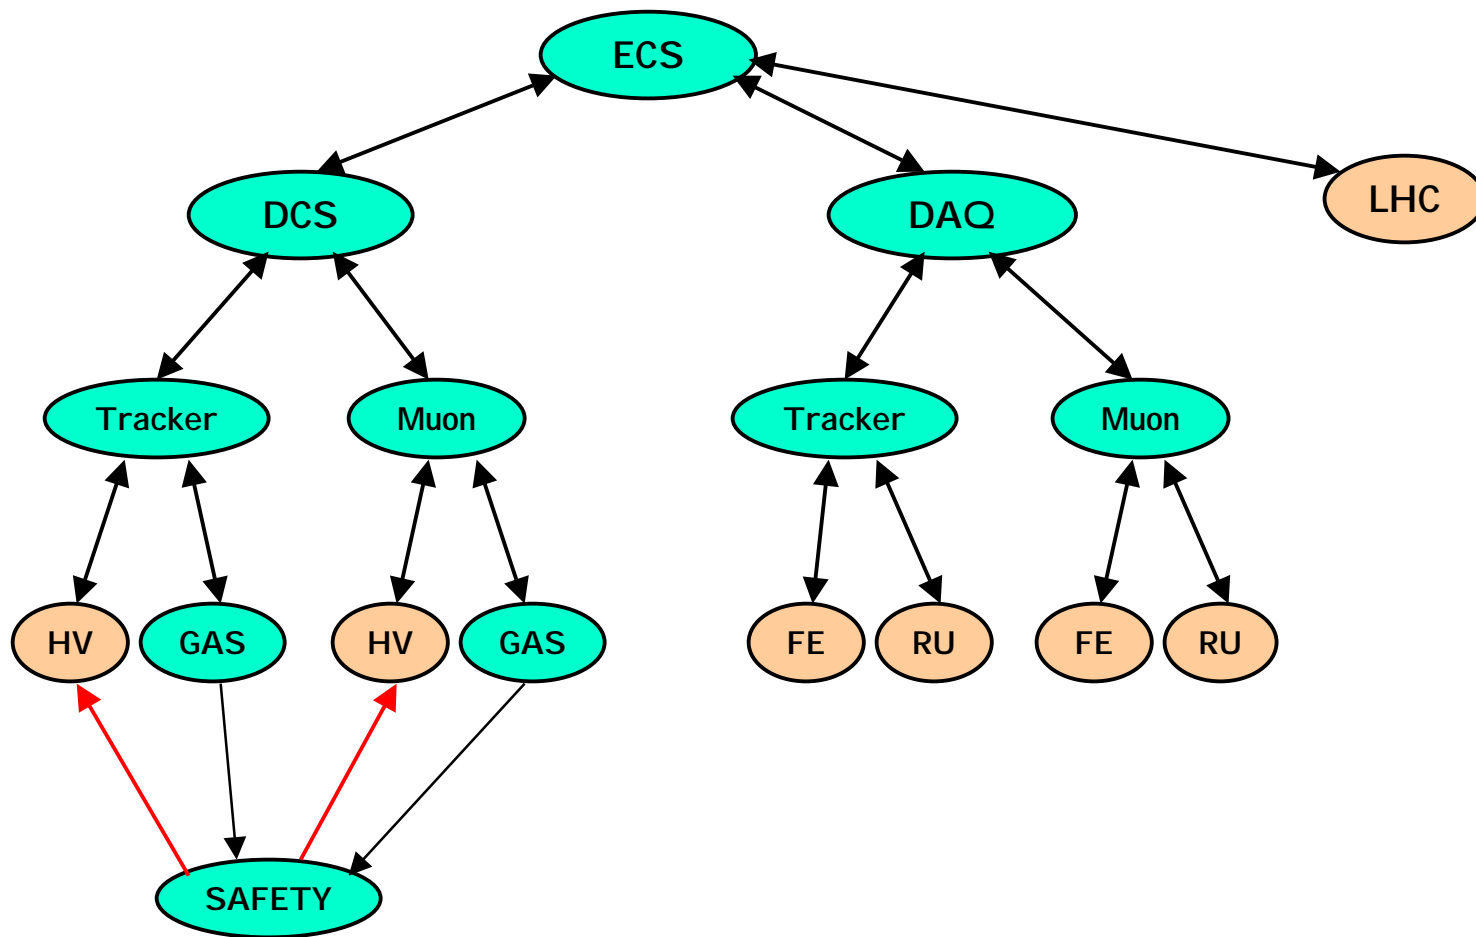 ECS
DCS
DAQ
LHC
Tracker
Muon
Tracker
Muon
HV
GAS
HV
GAS
FE
RU
FE
RU
SAFETY